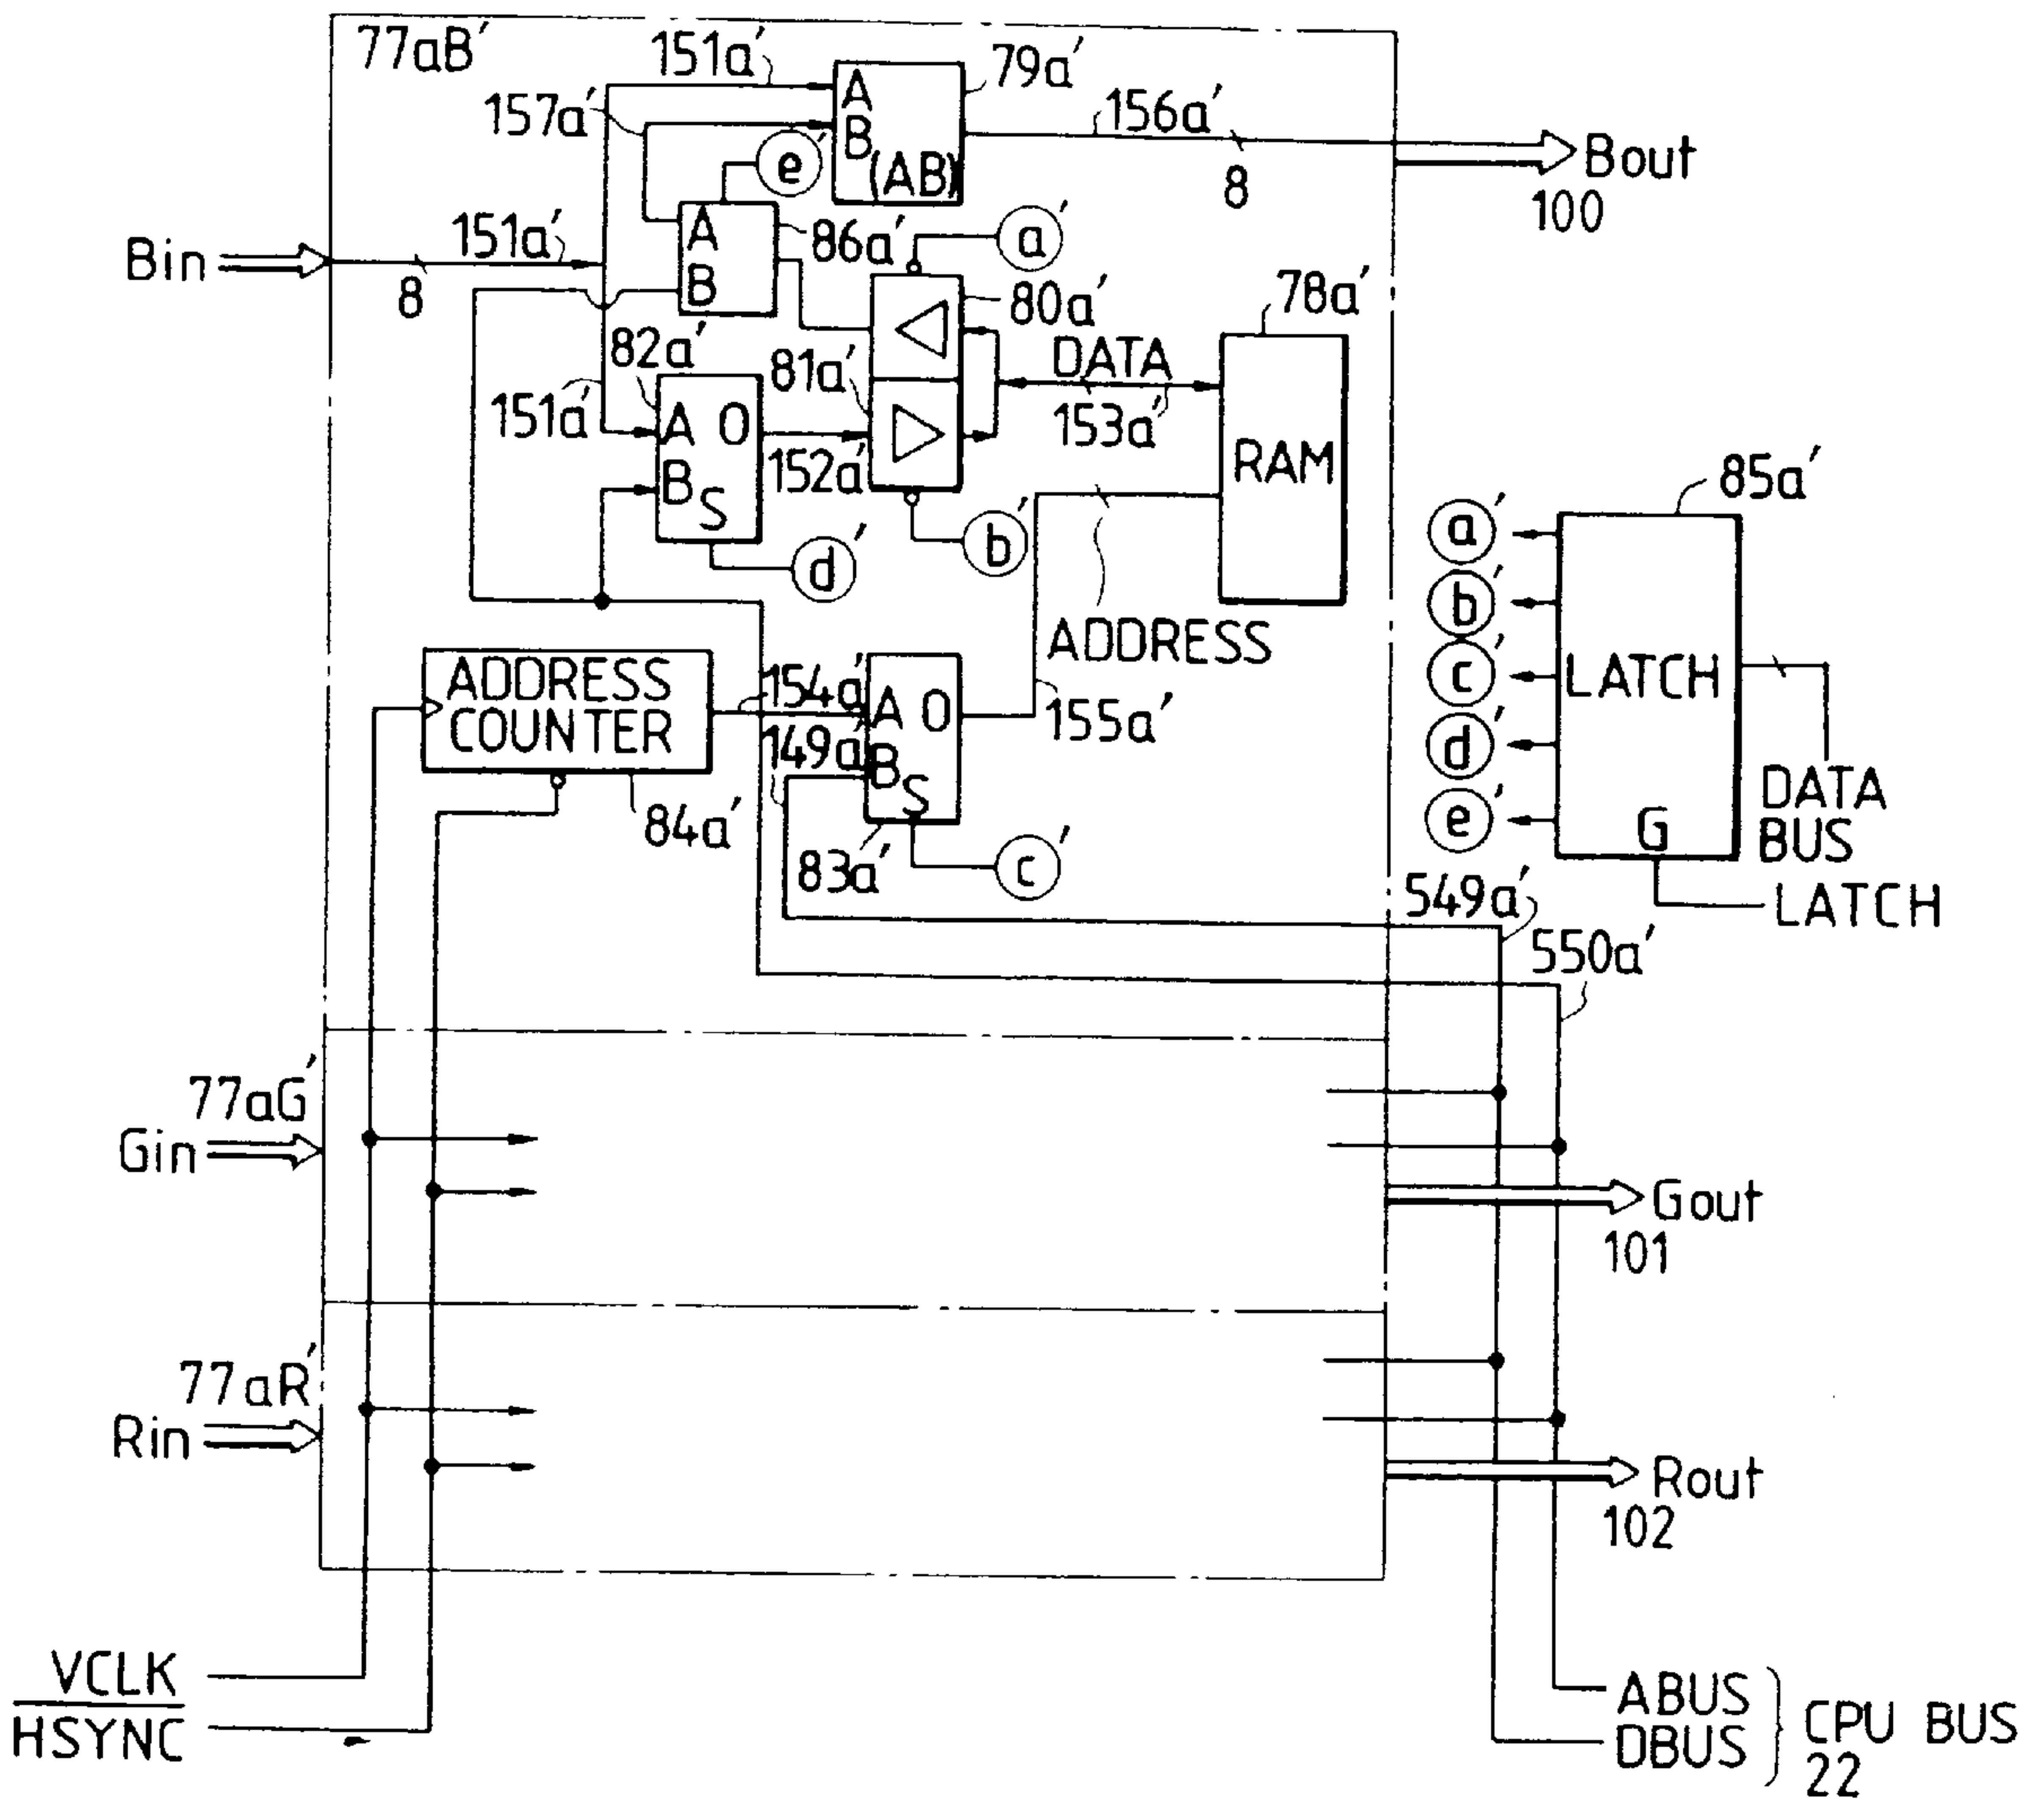 77aB′
151a′
79a′
157a′
A
B
(AB)
e′
156a′
8
Bout
100
Bin
151a′
8
A
B
86a′
a′
80a′
78a′
82a′
81a′
DATA
153a′
151a′
A O
B S
152a′
RAM
d′
b′
ADDRESS
85a′
a′
b′
c′
d′
e′
LATCH
G
DATA
BUS
LATCH
ADDRESS
COUNTER
84a′
154a′
149a′
A O
B S
155a′
83a′
c′
549a′
550a′
77aG′
Gin
Gout
101
77aR′
Rin
Rout
102
VCLK
HSYNC
ABUS
DBUS
CPU BUS
22